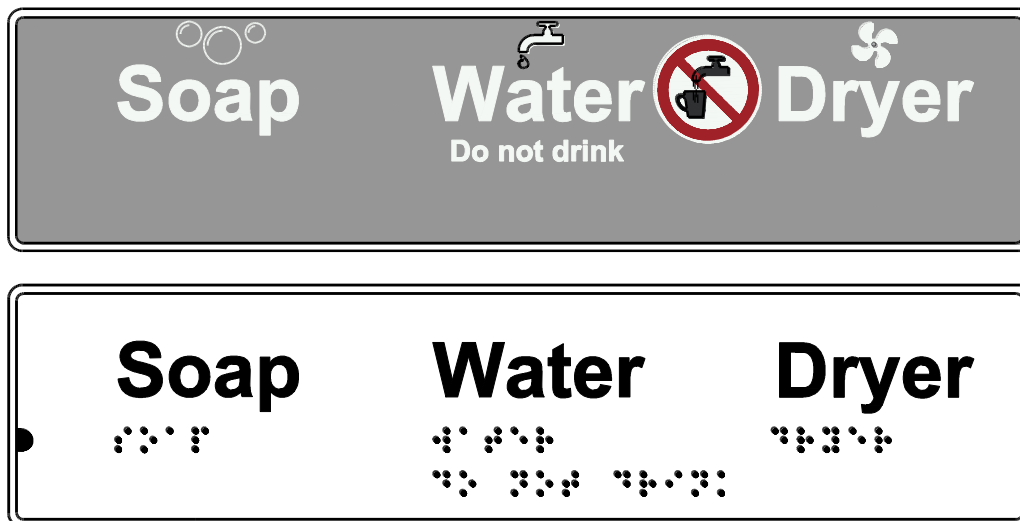 Soap Water Dryer
Do not drink
Soap Water Dryer
⠎⠕⠁⠏ ⠺⠁⠞⠑⠗ ⠙⠗⠽⠑⠗
⠙⠕ ⠝⠕⠞ ⠙⠗⠊⠝⠅